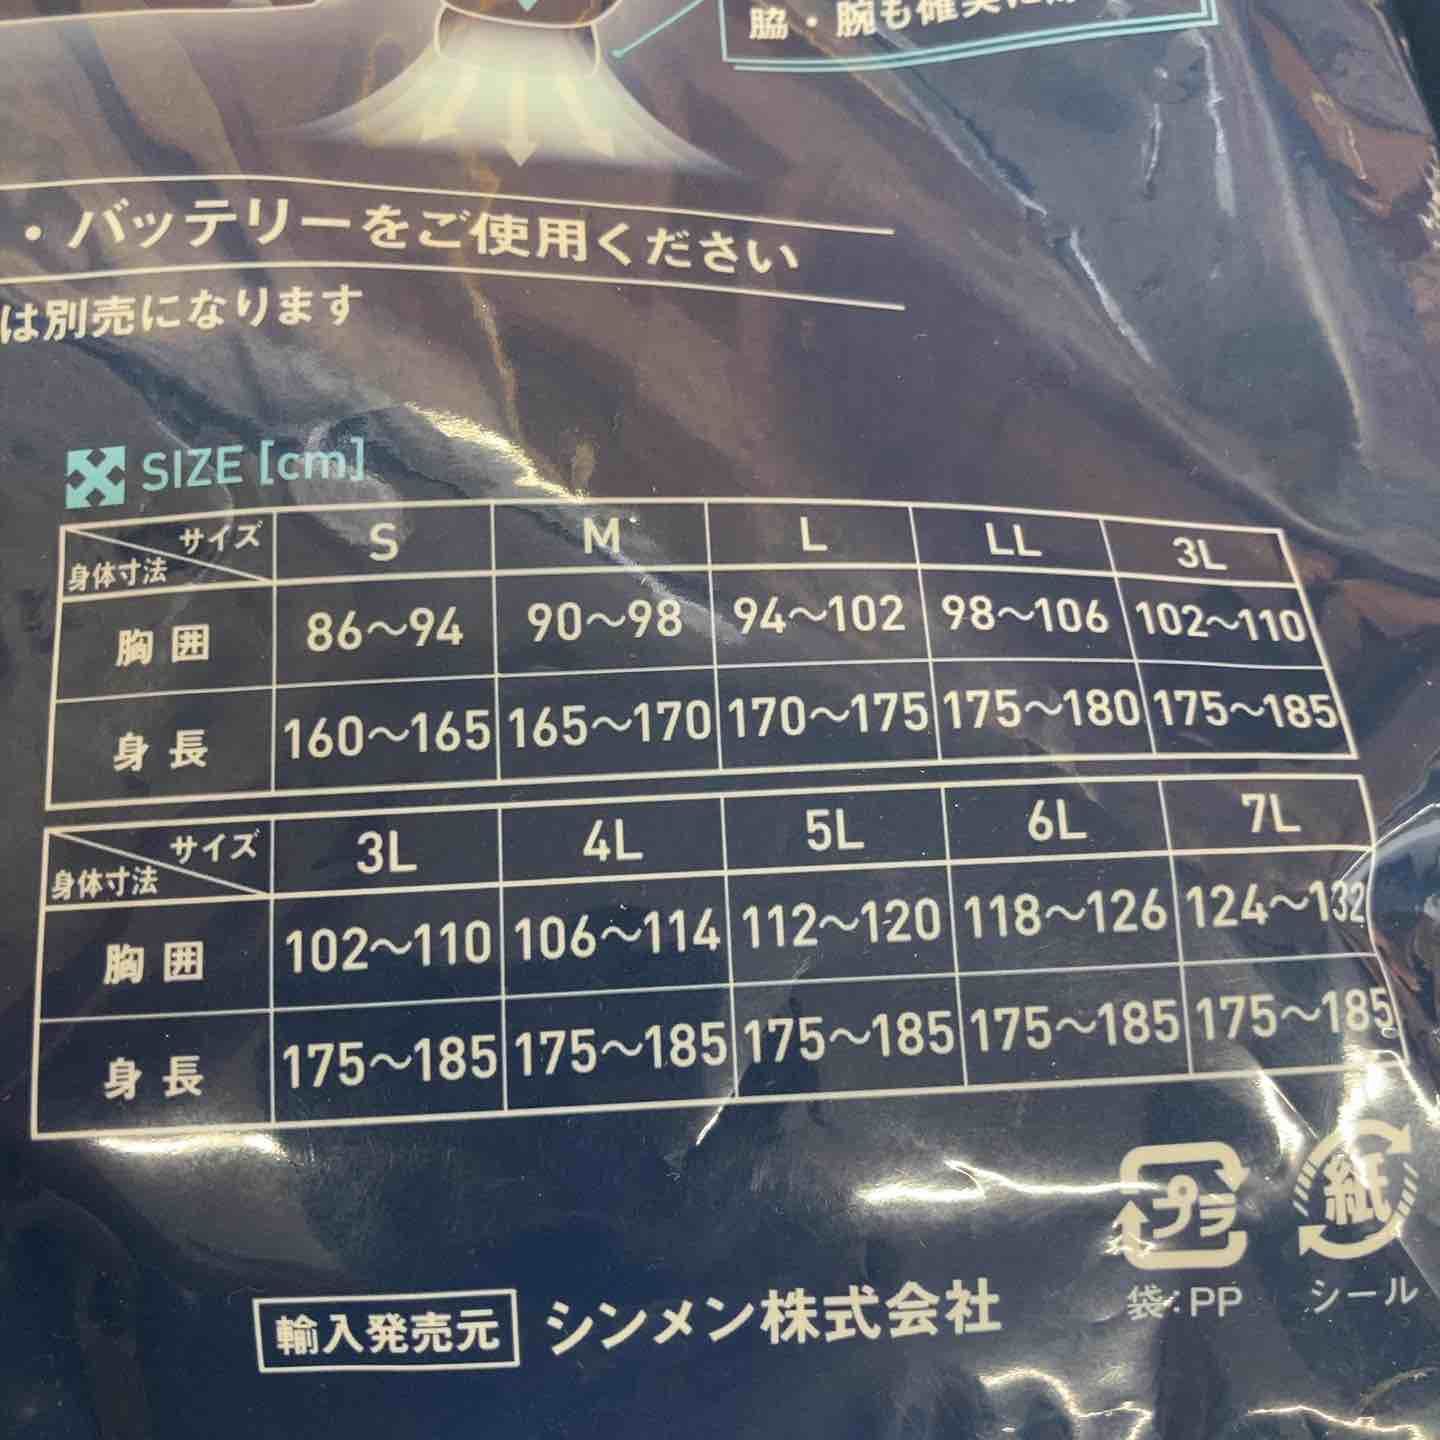 脇・腕も確実に
・バッテリーをご使用ください
は別売になります
SIZE [cm]
サイズ S M L LL 3L
身体寸法
胸囲 86~94 90~98 94~102 98~106 102~110
身長 160~165 165~170 170~175 175~180 175~185
サイズ 3L 4L 5L 6L 7L
身体寸法
胸囲 102~110 106~114 112~120 118~126 124~132
身長 175~185 175~185 175~185 175~185 175~185
プラ 紙
袋:PP シール
輸入発売元 シンメン株式会社